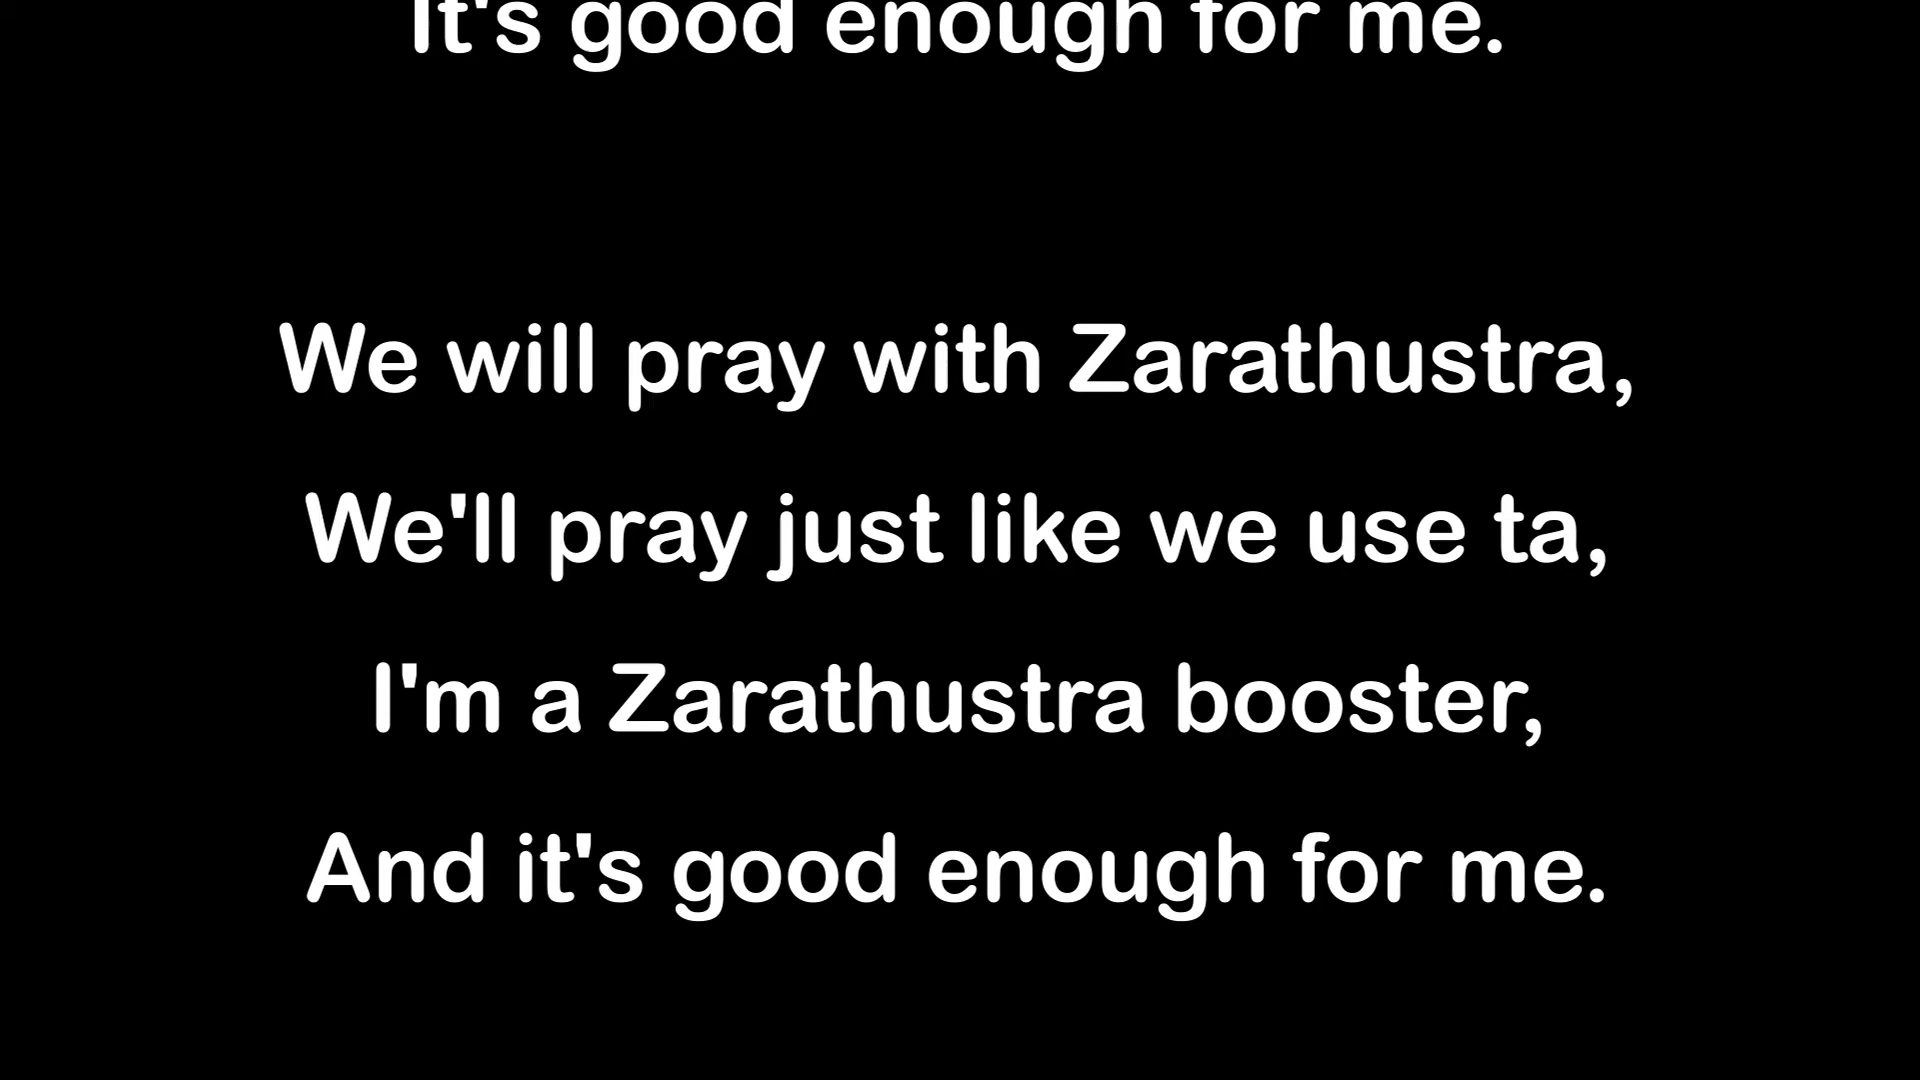 It's good enough for me.
We will pray with Zarathustra,
We'll pray just like we use ta,
I'm a Zarathustra booster,
And it's good enough for me.